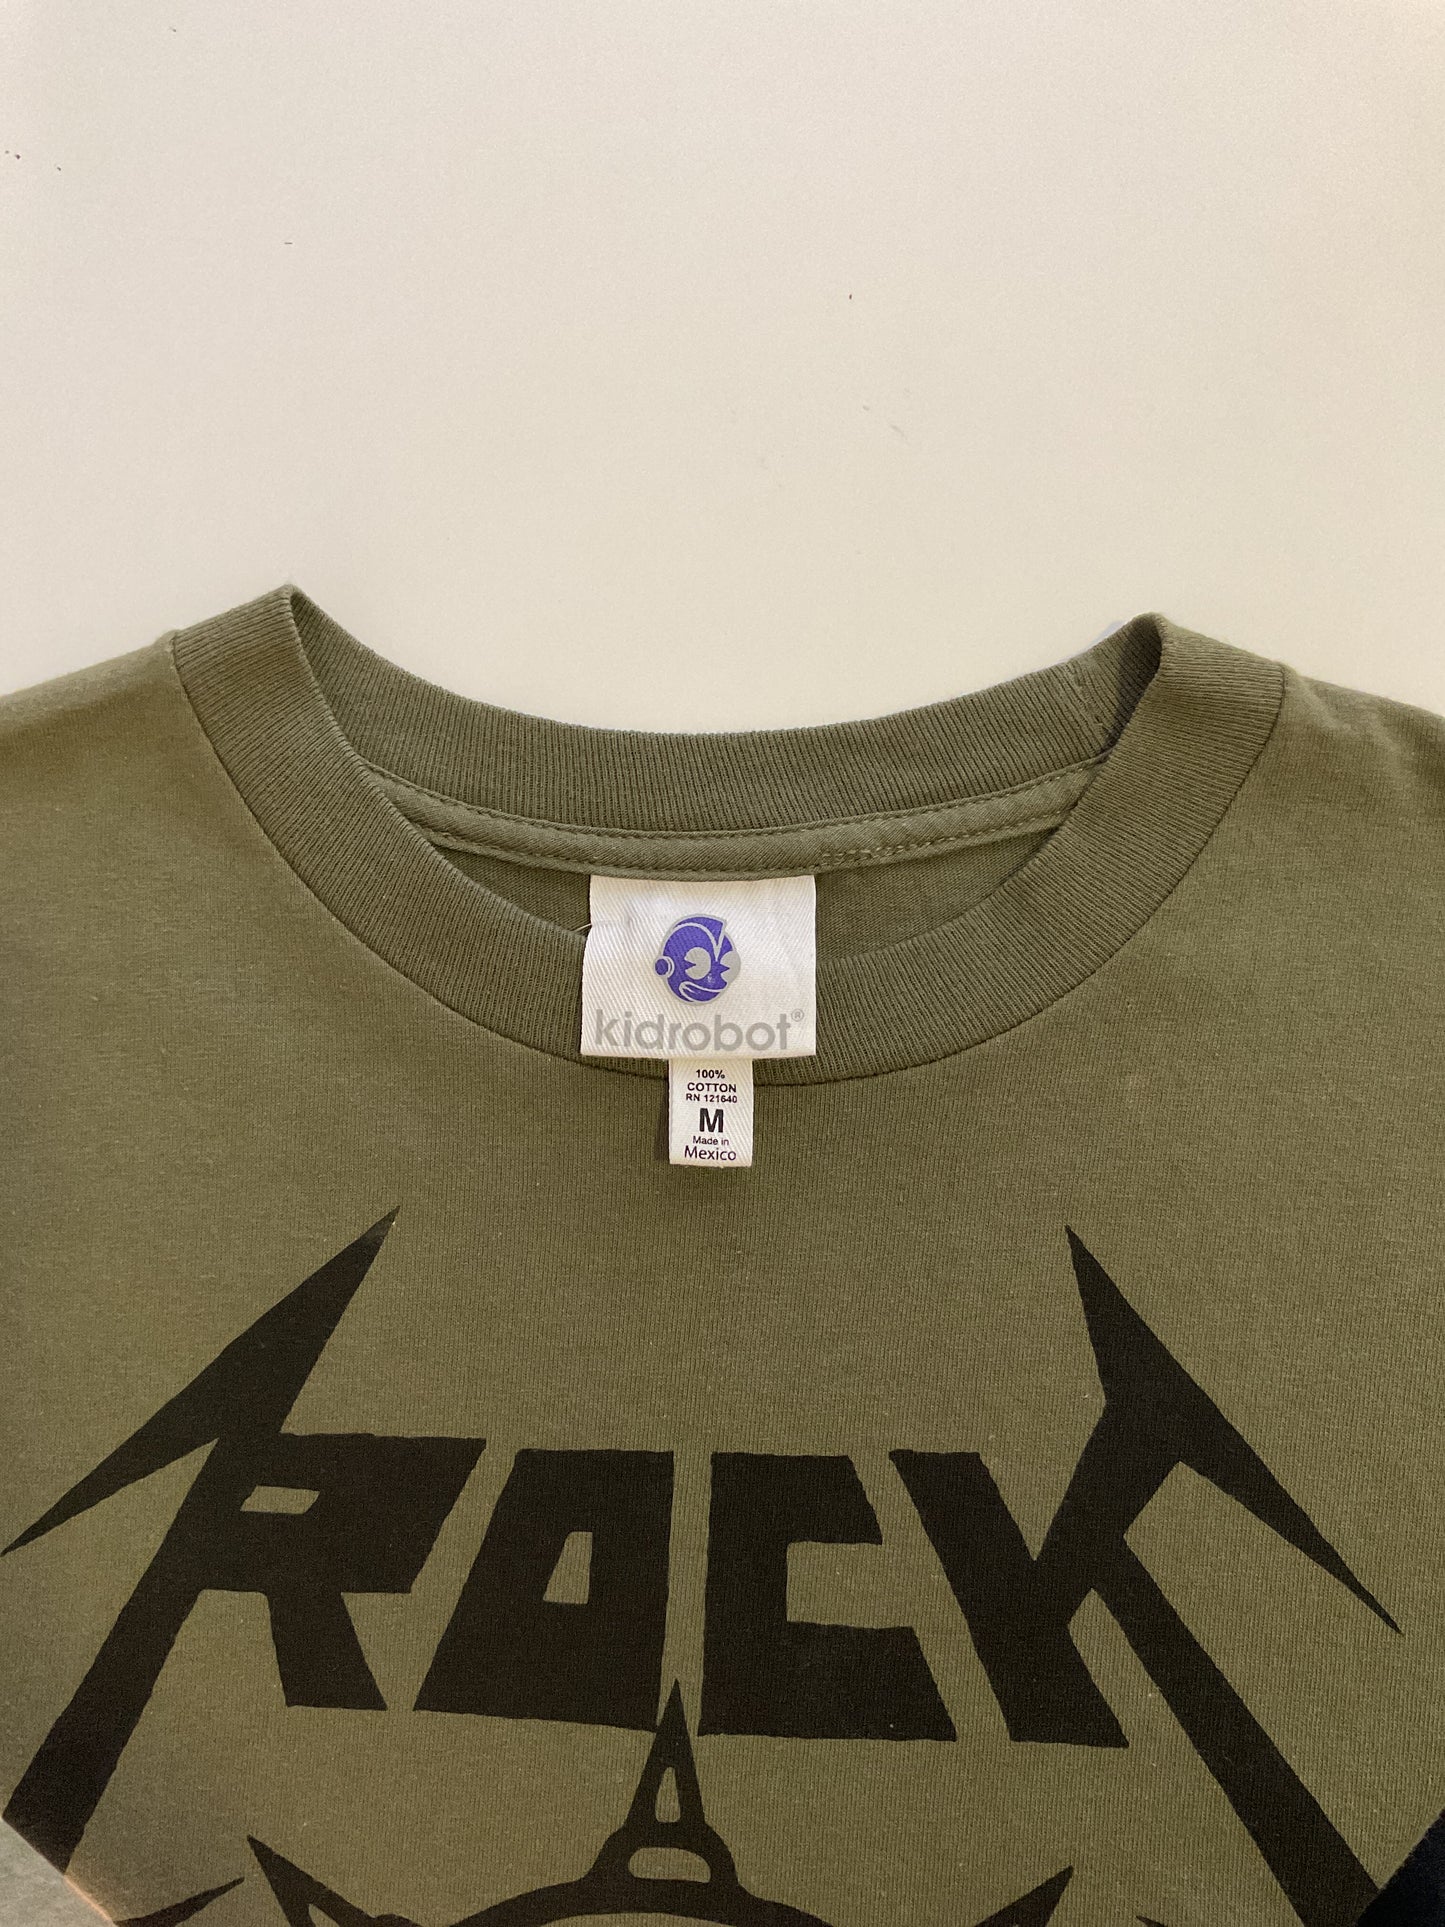 kidrobot®
100%
COTTON
RN 121640
M
Made in
Mexico
ROCK